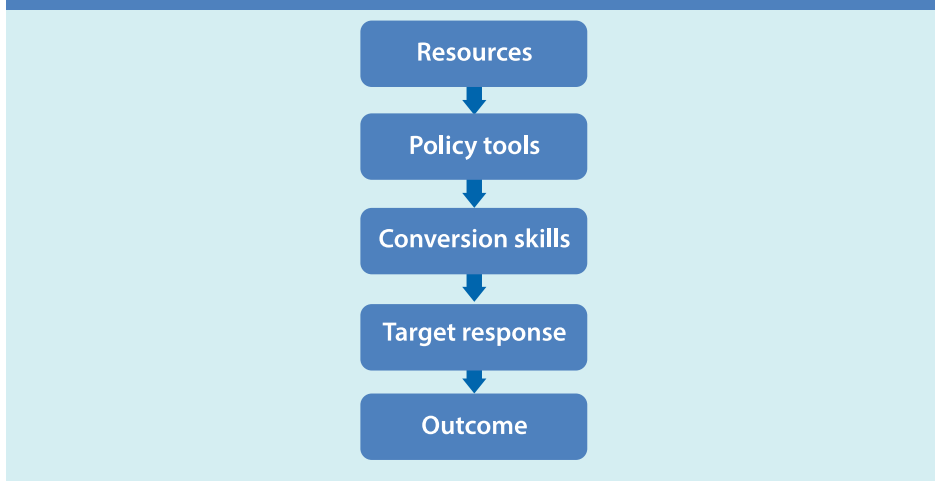 Resources
Policy tools
Conversion skills
Target response
Outcome